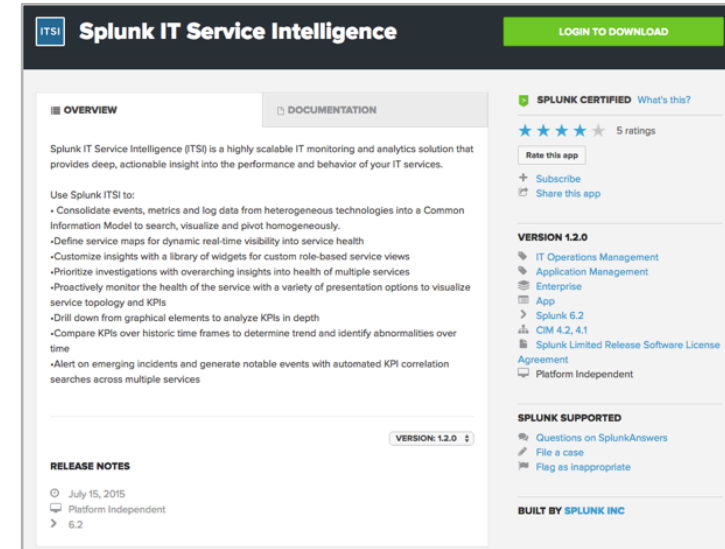 ITSI Splunk IT Service Intelligence
LOGIN TO DOWNLOAD
OVERVIEW
DOCUMENTATION
Splunk IT Service Intelligence (ITSI) is a highly scalable IT monitoring and analytics solution that
provides deep, actionable insight into the performance and behavior of your IT services.
Use Splunk ITSI to:
• Consolidate events, metrics and log data from heterogeneous technologies into a Common
Information Model to search, visualize and pivot homogeneously.
•Define service maps for dynamic real-time visibility into service health
•Customize insights with a library of widgets for custom role-based service views
•Prioritize investigations with overarching insights into health of multiple services
•Proactively monitor the health of the service with a variety of presentation options to visualize
service topology and KPIs
•Drill down from graphical elements to analyze KPIs in depth
•Compare KPIs over historic time frames to determine trend and identify abnormalities over
time
•Alert on emerging incidents and generate notable events with automated KPI correlation
searches across multiple services
VERSION: 1.2.0
RELEASE NOTES
July 15, 2015
Platform Independent
6.2
SPLUNK CERTIFIED What's this?
5 ratings
Rate this app
Subscribe
Share this app
VERSION 1.2.0
IT Operations Management
Application Management
Enterprise
App
Splunk 6.2
CIM 4.2, 4.1
Splunk Limited Release Software License
Agreement
Platform Independent
SPLUNK SUPPORTED
Questions on SplunkAnswers
File a case
Flag as inappropriate
BUILT BY SPLUNK INC